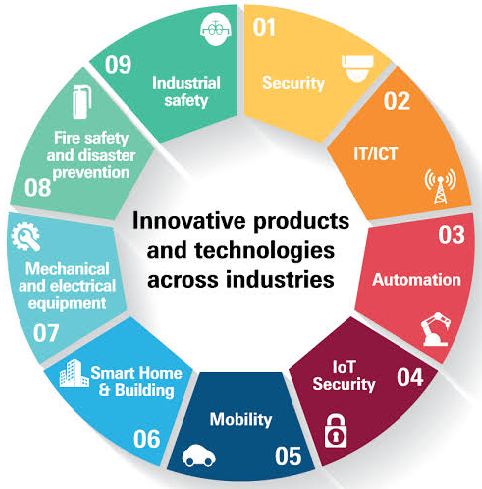 Innovative products
and technologies
across industries
01
Security
02
IT/ICT
03
Automation
04
IoT
Security
05
Mobility
06
Smart Home
& Building
07
Mechanical
and electrical
equipment
08
Fire safety
and disaster
prevention
09
Industrial
safety